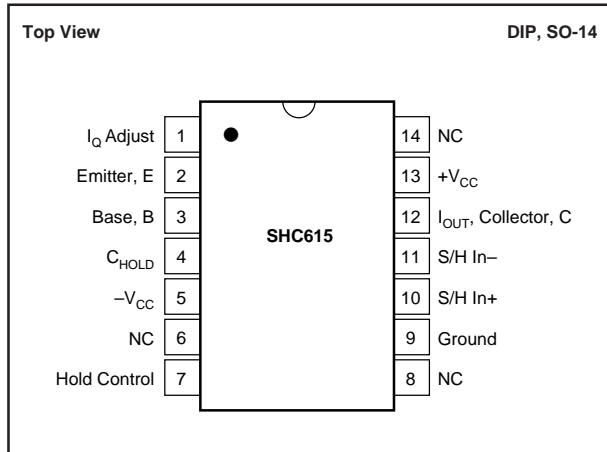 Top View DIP, SO-14
I_Q Adjust 1 14 NC
Emitter, E 2 13 +V_CC
Base, B 3 12 I_OUT, Collector, C
SHC615
C_HOLD 4 11 S/H In–
–V_CC 5 10 S/H In+
NC 6 9 Ground
Hold Control 7 8 NC